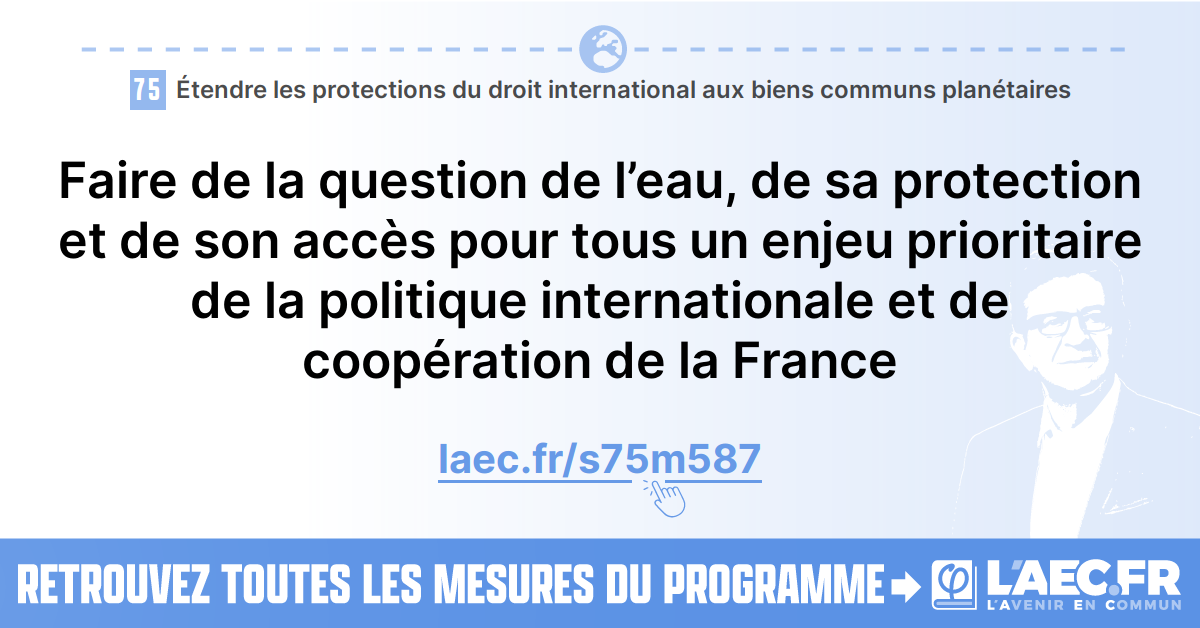 75 Étendre les protections du droit international aux biens communs planétaires
Faire de la question de l’eau, de sa protection
et de son accès pour tous un enjeu prioritaire
de la politique internationale et de
coopération de la France
laec.fr/s75m587
RETROUVEZ TOUTES LES MESURES DU PROGRAMME
φ L'AEC.FR
L'AVENIR EN COMMUN